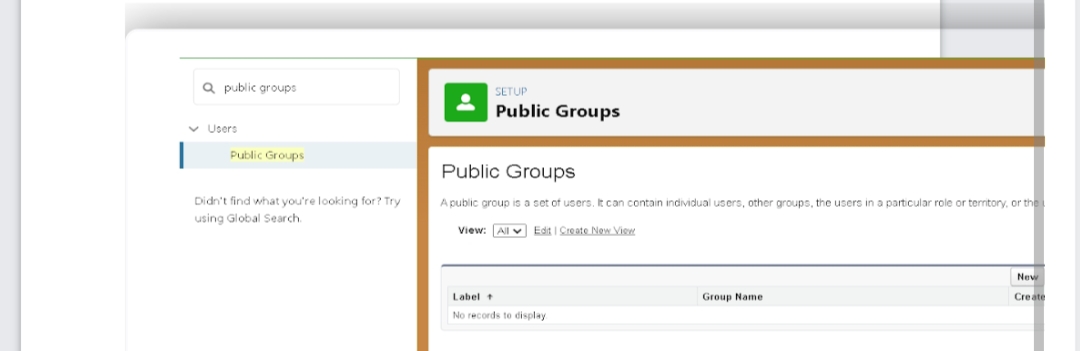 public groups
Users
Public Groups
Didn't find what you're looking for? Try
using Global Search.
SETUP
Public Groups
Public Groups
A public group is a set of users. It can contain individual users, other groups, the users in a particular role or territory, or the
View: All Edit | Create New View
New
Label Group Name Create
No records to display